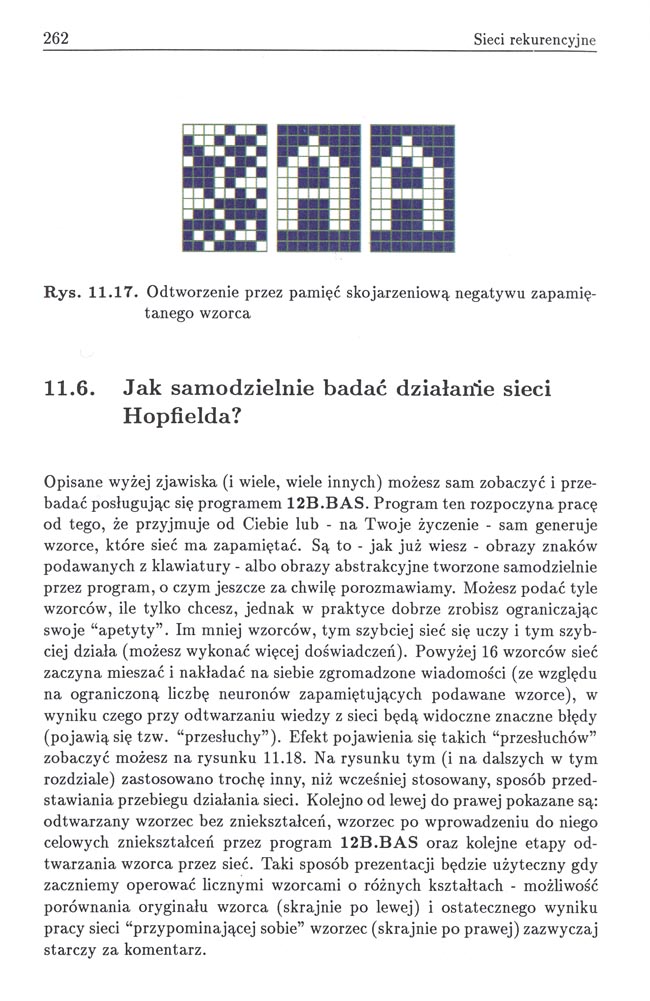 262 Sieci rekurencyjne
Rys. 11.17. Odtworzenie przez pamięć skojarzeniową negatywu zapamię-
tanego wzorca
11.6. Jak samodzielnie badać działanie sieci
Hopfielda?
Opisane wyżej zjawiska (i wiele, wiele innych) możesz sam zobaczyć i prze-
badać posługując się programem 12B.BAS. Program ten rozpoczyna pracę
od tego, że przyjmuje od Ciebie lub - na Twoje życzenie - sam generuje
wzorce, które sieć ma zapamiętać. Są to - jak już wiesz - obrazy znaków
podawanych z klawiatury - albo obrazy abstrakcyjne tworzone samodzielnie
przez program, o czym jeszcze za chwilę porozmawiamy. Możesz podać tyle
wzorców, ile tylko chcesz, jednak w praktyce dobrze zrobisz ograniczając
swoje “apetyty”. Im mniej wzorców, tym szybciej sieć się uczy i tym szyb-
ciej działa (możesz wykonać więcej doświadczeń). Powyżej 16 wzorców sieć
zaczyna mieszać i nakładać na siebie zgromadzone wiadomości (ze względu
na ograniczoną liczbę neuronów zapamiętujących podawane wzorce), w
wyniku czego przy odtwarzaniu wiedzy z sieci będą widoczne znaczne błędy
(pojawią się tzw. “przesłuchy”). Efekt pojawienia się takich “przesłuchów”
zobaczyć możesz na rysunku 11.18. Na rysunku tym (i na dalszych w tym
rozdziale) zastosowano trochę inny, niż wcześniej stosowany, sposób przed-
stawiania przebiegu działania sieci. Kolejno od lewej do prawej pokazane są:
odtwarzany wzorzec bez zniekształceń, wzorzec po wprowadzeniu do niego
celowych zniekształceń przez program 12B.BAS oraz kolejne etapy od-
twarzania wzorca przez sieć. Taki sposób prezentacji będzie użyteczny gdy
zaczniemy operować licznymi wzorcami o różnych kształtach - możliwość
porównania oryginału wzorca (skrajnie po lewej) i ostatecznego wyniku
pracy sieci “przypominającej sobie” wzorzec (skrajnie po prawej) zazwyczaj
starczy za komentarz.